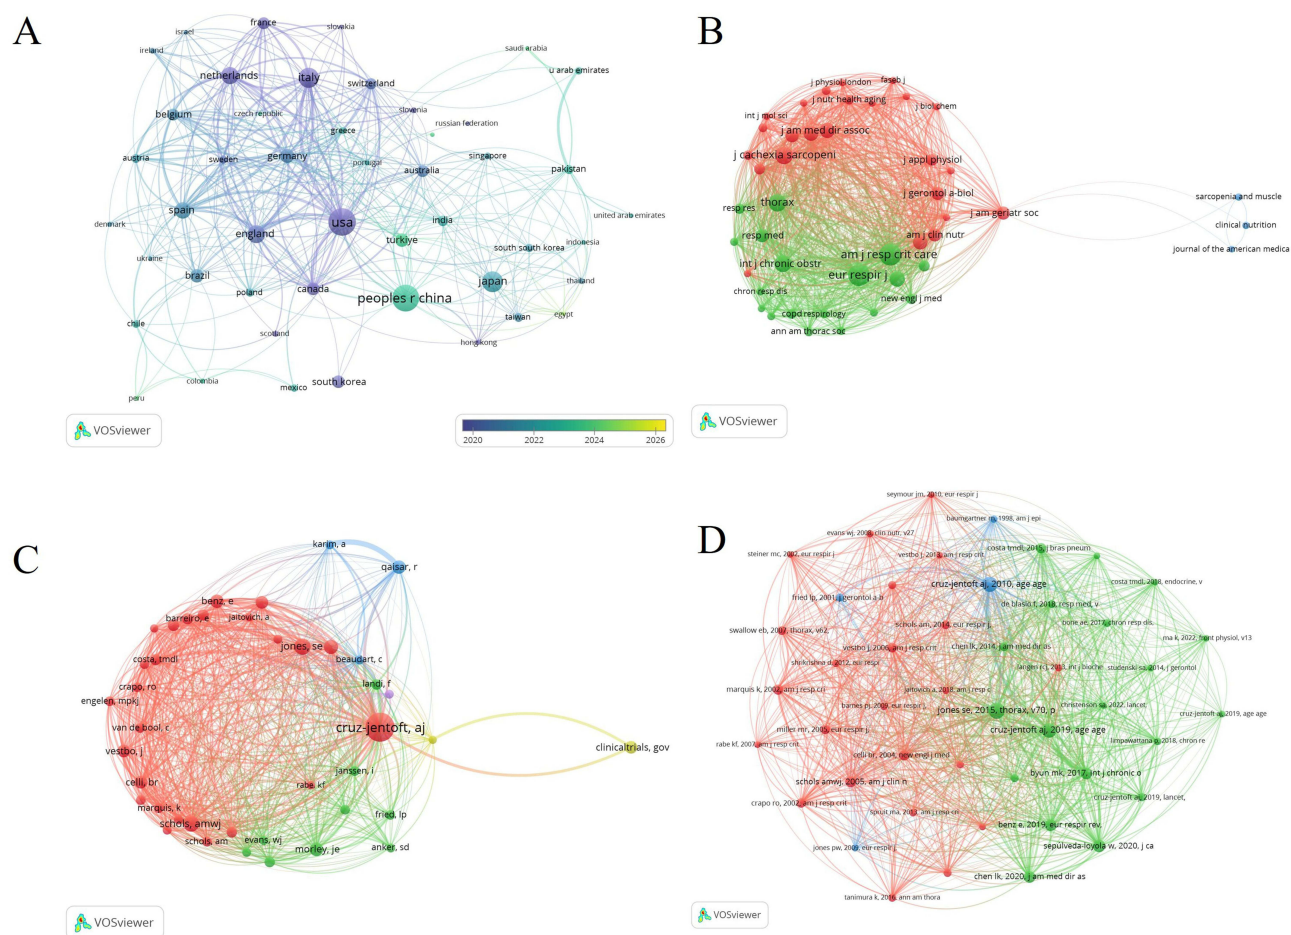 A
france
slovakia
israel
ireland
saudi arabia
u arab emirates
netherlands
italy
switzerland
belgium
czech republic
slovenia
russian federation
greece
austria
sweden
germany
portugal
singapore
australia
pakistan
spain
usa
denmark
england
india
united arab emirates
turkiye
south south korea
indonesia
ukraine
brazil
poland
canada
japan
thailand
peoples r china
chile
scotland
taiwan
egypt
hong kong
colombia
mexico
south korea
peru
VOSviewer
2020
2022
2024
2026
B
j physiol-london
faseb j
j nutr health aging
j biol chem
int j mol sci
j am med dir assoc
j cachexia sarcopeni
j appl physiol
thorax
j gerontol a-biol
resp res
j am geriatr soc
sarcopenia and muscle
clinical nutrition
journal of the american medica
resp med
am j clin nutr
am j resp crit care
int j chronic obstr
eur respir j
chron resp dis
new engl j med
copd respirology
ann am thorac soc
VOSviewer
C
karim, a
qaisar, r
benz, e
barreiro, e
jaitovich, a
jones, se
costa, tmdl
beaudart, c
crapo, ro
landi, f
engelen, mpkj
van de bool, c
cruz-jentoft, aj
vestbo, j
clinicaltrials, gov
celli, br
janssen, i
rabe, kf
marquis, k
schols, amwj
fried, lp
schols, am
evans, wj
morley, je
anker, sd
VOSviewer
D
seymour jm, 2010, eur respir j
baumgartner rn, 1998, am j epi
evans wj, 2008, clin nutr, v27
steiner mc, 2002, eur respir j
vestbo j, 2013, am j resp crit
costa tmdl, 2015, j bras pneum
cruz-jentoft aj, 2010, age age
costa tmdl, 2018, endocrine, v
fried lp, 2001, j gerontol a-b
de blasio f, 2018, resp med, v
swallow eb, 2007, thorax, v62,
schols am, 2014, eur respir j,
bone ae, 2017, chron resp dis,
ma k, 2022, front physiol, v13
vestbo j, 2006, am j resp crit
chen lk, 2014, j am med dir as
shrikrishna d, 2012, eur respi
langen rcj, 2013, int j bioche
studenski sa, 2014, j gerontol
marquis k, 2002, am j resp cri
jaitovich a, 2018, am j resp c
barnes pj, 2009, eur respir j
jones se, 2015, thorax, v70, p
christenson sa, 2022, lancet,
cruz-jentoft aj, 2019, age age
miller mr, 2005, eur respir j,
cruz-jentoft aj, 2019, age age
rabe kf, 2007, am j resp crit
limpawattana p, 2018, chron re
celli br, 2004, new engl j med
byun mk, 2017, int j chronic o
schols amwj, 2005, am j clin n
cruz-jentoft aj, 2019, lancet,
crapo ro, 2002, am j resp crit
spruit ma, 2013, am j resp cri
benz e, 2019, eur respir rev,
jones pw, 2009, eur respir j,
sepúlveda-loyola w, 2020, j ca
chen lk, 2020, j am med dir as
tanimura k, 2016, ann am thora
VOSviewer